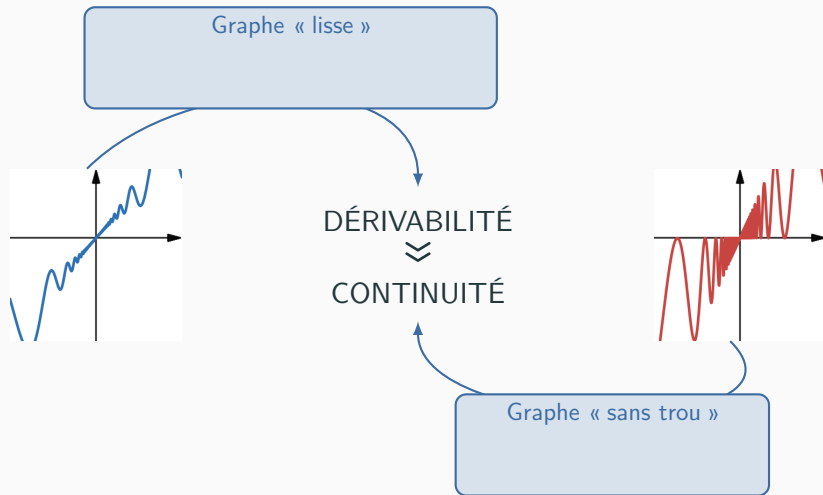 Graphe « lisse »
DÉRIVABILITÉ
CONTINUITÉ
Graphe « sans trou »